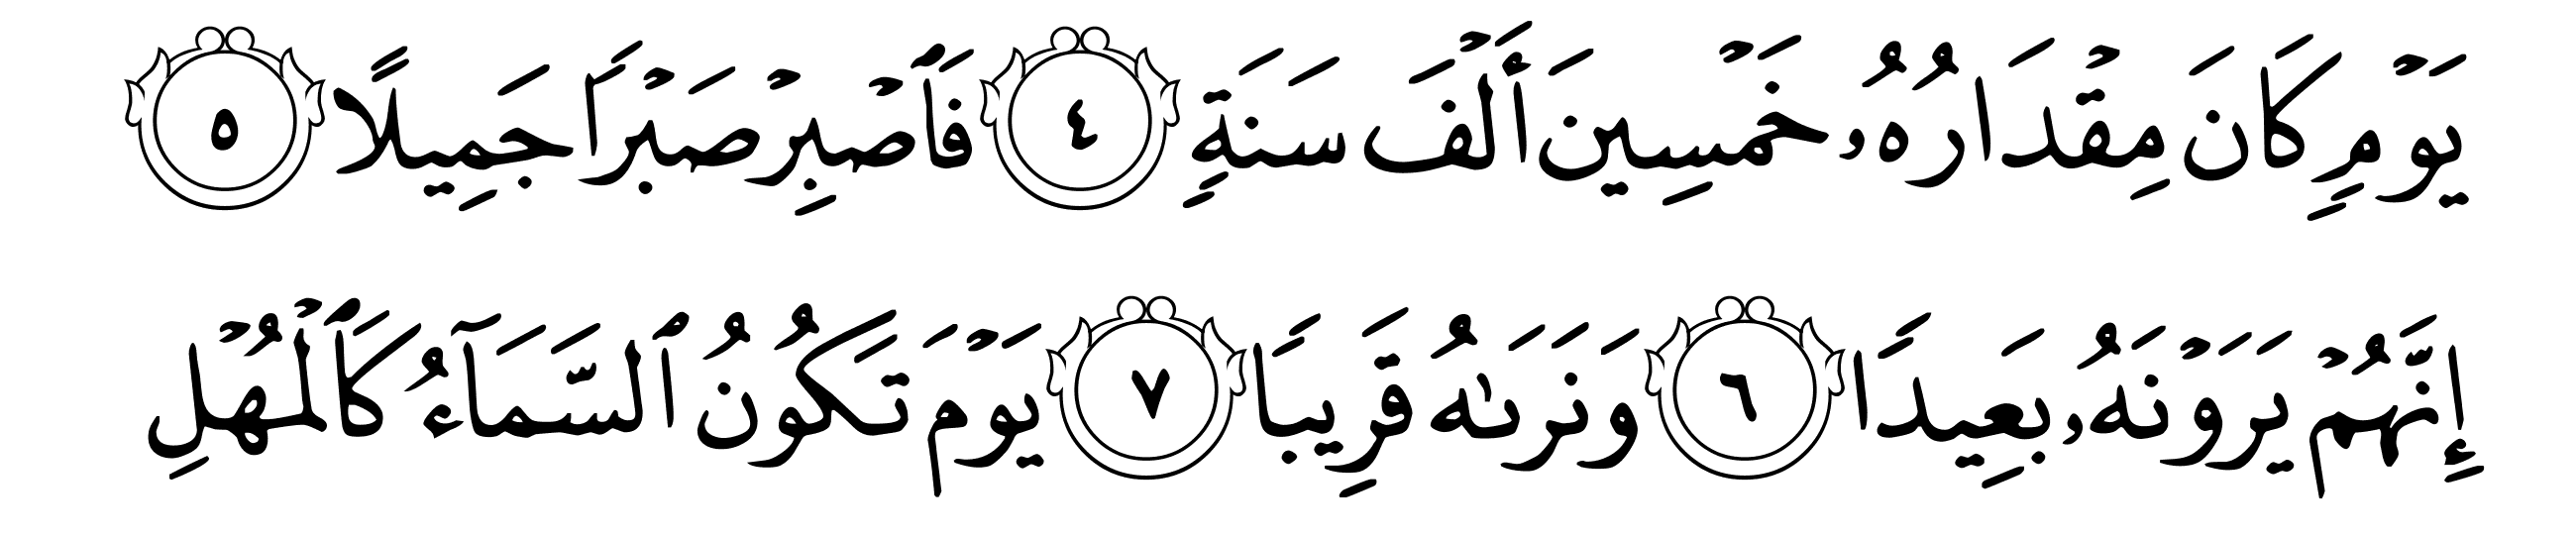 يَوۡمٖ كَانَ مِقۡدَارُهُۥ خَمۡسِينَ أَلۡفَ سَنَةٖ ٤ فَٱصۡبِرۡ صَبۡرٗا جَمِيلًا ٥
إِنَّهُمۡ يَرَوۡنَهُۥ بَعِيدٗا ٦ وَنَرَىٰهُ قَرِيبٗا ٧ يَوۡمَ تَكُونُ ٱلسَّمَآءُ كَٱلۡمُهۡلِ